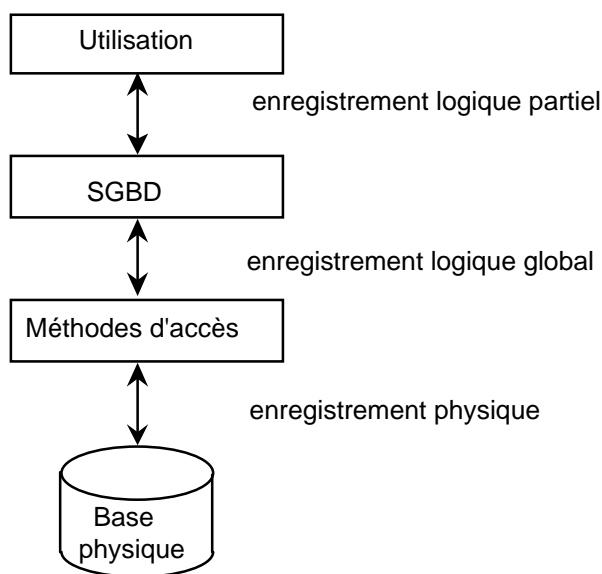 Utilisation
enregistrement logique partiel
SGBD
enregistrement logique global
Méthodes d'accès
enregistrement physique
Base
physique